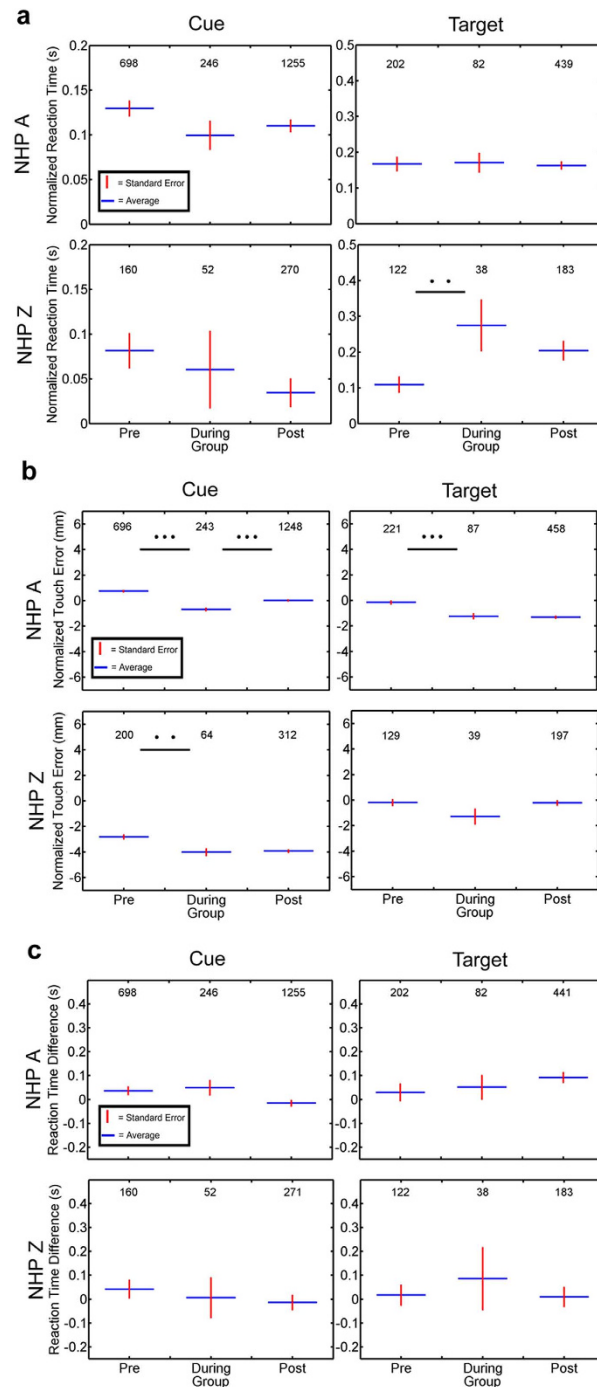 a
Cue Target
NHP A
Normalized Reaction Time (s)
0.2
0.15
0.1
0.05
0
698 246 1255
= Standard Error
= Average
0.5
0.4
0.3
0.2
0.1
0
202 82 439
NHP Z
Normalized Reaction Time (s)
0.2
0.15
0.1
0.05
0
160 52 270
Pre During Post
Group
0.5
0.4
0.3
0.2
0.1
0
122 38 183
• •
Pre During Post
Group
b
Cue Target
NHP A
Normalized Touch Error (mm)
6
4
2
0
-2
-4
-6
696 243 1248
••• •••
= Standard Error
= Average
6
4
2
0
-2
-4
-6
221 87 458
•••
NHP Z
Normalized Touch Error (mm)
6
4
2
0
-2
-4
-6
200 64 312
• •
Pre During Post
Group
6
4
2
0
-2
-4
-6
129 39 197
Pre During Post
Group
c
Cue Target
NHP A
Reaction Time Difference (s)
0.4
0.3
0.2
0.1
0
-0.1
-0.2
698 246 1255
= Standard Error
= Average
0.4
0.3
0.2
0.1
0
-0.1
-0.2
202 82 441
NHP Z
Reaction Time Difference (s)
0.4
0.3
0.2
0.1
0
-0.1
-0.2
160 52 271
Pre During Post
Group
0.4
0.3
0.2
0.1
0
-0.1
-0.2
122 38 183
Pre During Post
Group